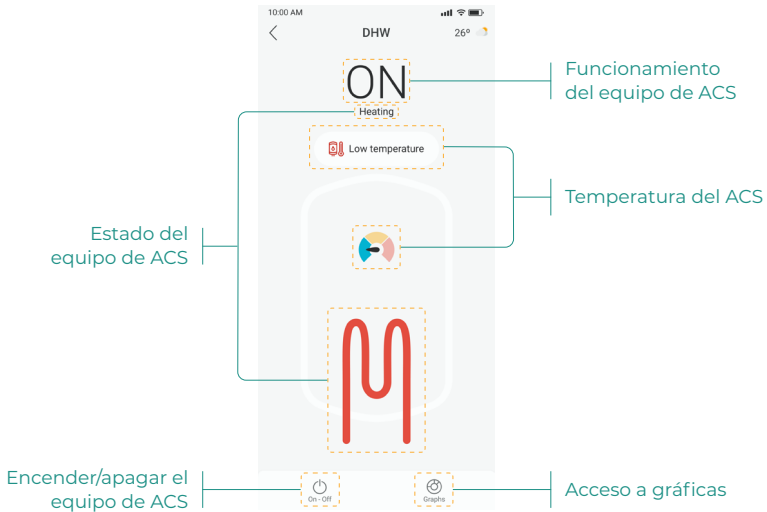 10:00 AM
DHW
26º
ON
Heating
Low temperature
On - Off
Graphs
Funcionamiento
del equipo de ACS
Temperatura del ACS
Estado del
equipo de ACS
Encender/apagar el
equipo de ACS
Acceso a gráficas